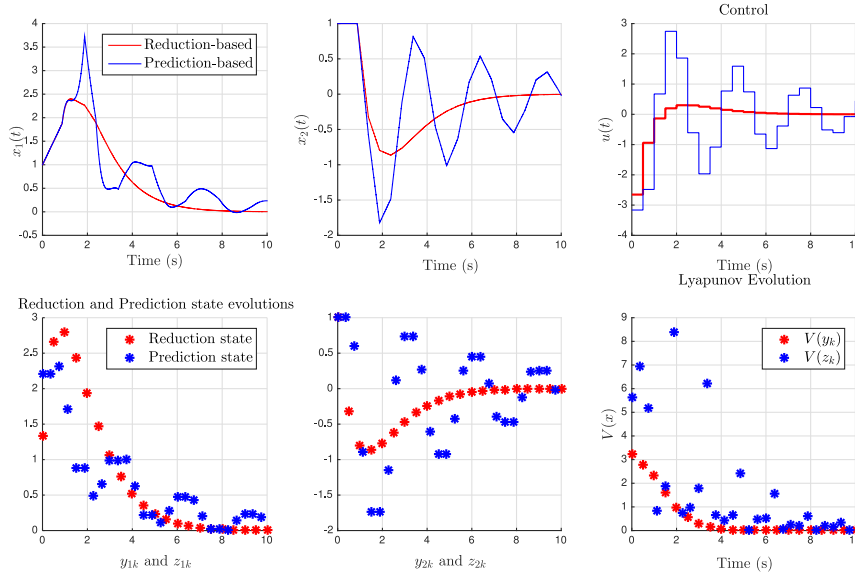 Control
4
3.5
3
2.5
2
1.5
1
0.5
0
-0.5
x₁(t)
0 2 4 6 8 10
Time (s)
Reduction-based
Prediction-based
1
0.5
0
-0.5
-1
-1.5
-2
x₂(t)
0 2 4 6 8 10
Time (s)
3
2
1
0
-1
-2
-3
-4
u(t)
0 2 4 6 8 10
Time (s)
Reduction and Prediction state evolutions
Lyapunov Evolution
3
2.5
2
1.5
1
0.5
0
0 2 4 6 8 10
y₁ₖ and z₁ₖ
Reduction state
Prediction state
1
0.5
0
-0.5
-1
-1.5
-2
0 2 4 6 8 10
y₂ₖ and z₂ₖ
9
8
7
6
5
4
3
2
1
0
V(x)
0 2 4 6 8 10
Time (s)
V(yₖ)
V(zₖ)